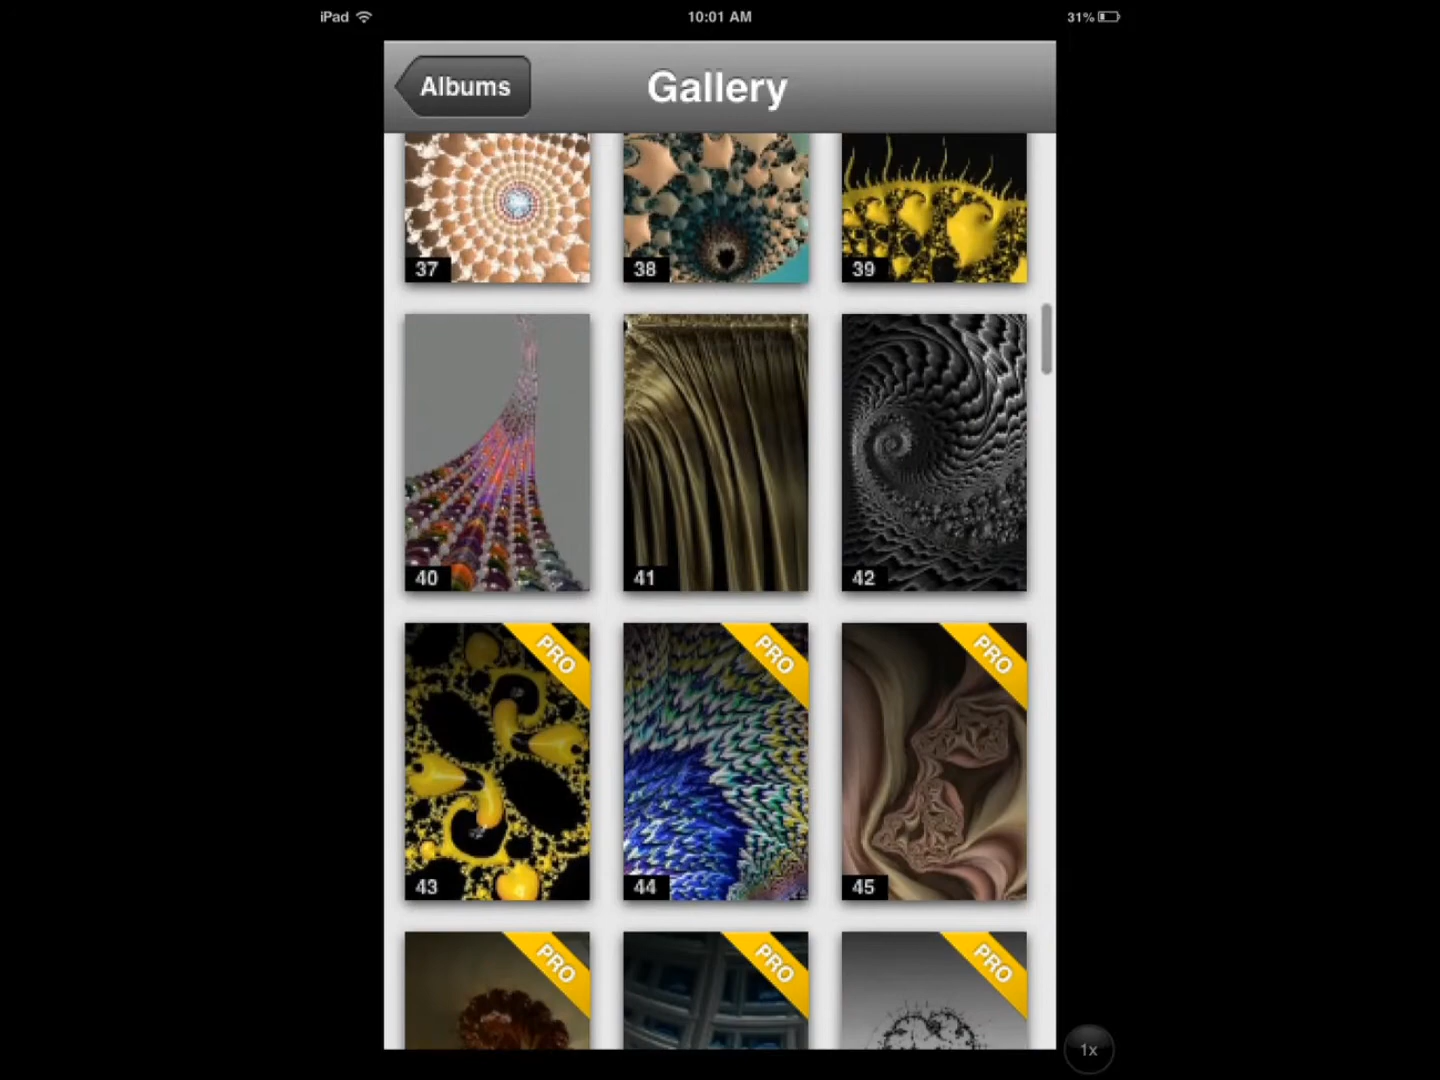 iPad 10:01 AM 31%
Albums Gallery
37 38 39
40 41 42
PRO PRO PRO
43 44 45
PRO PRO PRO
1x